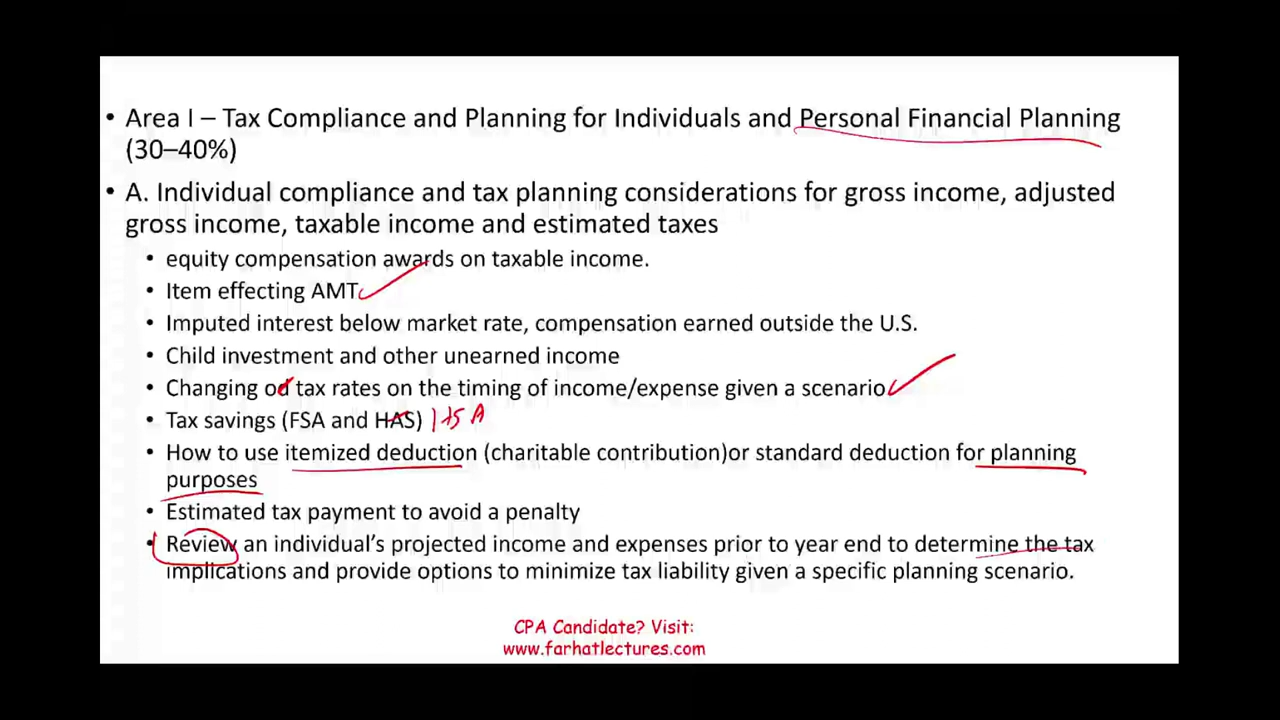 • Area I – Tax Compliance and Planning for Individuals and Personal Financial Planning
(30–40%)
• A. Individual compliance and tax planning considerations for gross income, adjusted
gross income, taxable income and estimated taxes
• equity compensation awards on taxable income.
• Item effecting AMT
• Imputed interest below market rate, compensation earned outside the U.S.
• Child investment and other unearned income
• Changing od tax rates on the timing of income/expense given a scenario
• Tax savings (FSA and HAS) HSA
• How to use itemized deduction (charitable contribution)or standard deduction for planning
purposes
• Estimated tax payment to avoid a penalty
• Review an individual's projected income and expenses prior to year end to determine the tax
implications and provide options to minimize tax liability given a specific planning scenario.
CPA Candidate? Visit:
www.farhatlectures.com